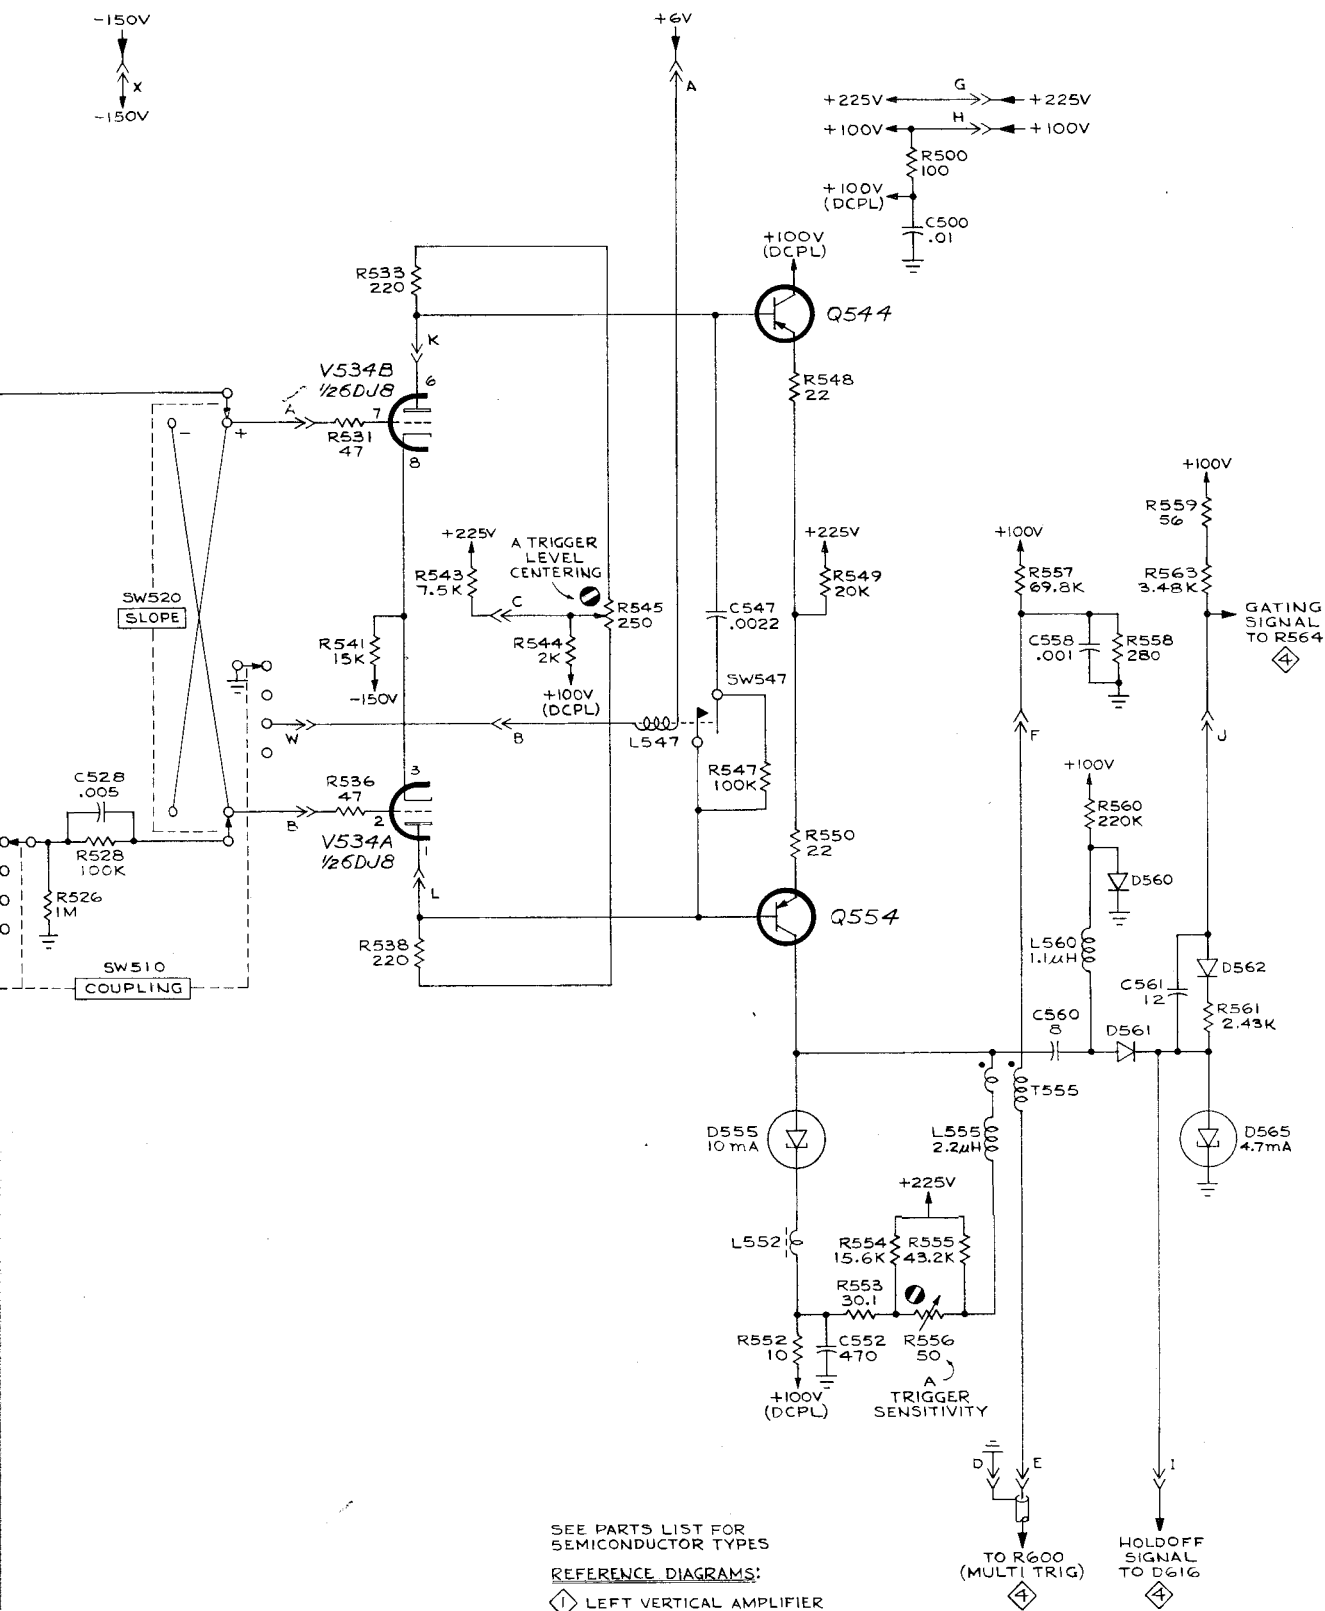 -150V
X
-150V
+6V
A
+225V G +225V
+100V H +100V
R500
100
+100V
(DCPL)
C500
.01
+100V
(DCPL)
R533
220
Q544
K
V534B
½6DJ8
6
A
7
R531
47
8
- +
R548
22
+100V
R559
56
+225V
A TRIGGER
LEVEL
CENTERING
R543
7.5K
C
R545
250
C547
.0022
+225V
R549
20K
+100V
R557
69.8K
R563
3.48K
GATING
SIGNAL
TO R564
4
SW520
SLOPE
R541
15K
-150V
R544
2K
+100V
(DCPL)
C558
.001
R558
280
SW547
W
B
L547
R547
100K
F
J
C528
.005
R528
100K
R526
1M
B
R536
47
3
2
V534A
½6DJ8
1
L
+100V
R560
220K
D560
R550
22
Q554
R538
220
SW510
COUPLING
L560
1.1µH
C561
12
D562
R561
2.43K
C560
8
D561
T555
D555
10mA
L555
2.2µH
D565
4.7mA
+225V
L552
R554
15.6K
R555
43.2K
R553
30.1
R552
10
C552
470
R556
50
A
TRIGGER
SENSITIVITY
+100V
(DCPL)
D
E
I
SEE PARTS LIST FOR
SEMICONDUCTOR TYPES
REFERENCE DIAGRAMS:
1 LEFT VERTICAL AMPLIFIER
TO R600
(MULTI TRIG)
4
HOLDOFF
SIGNAL
TO D616
4